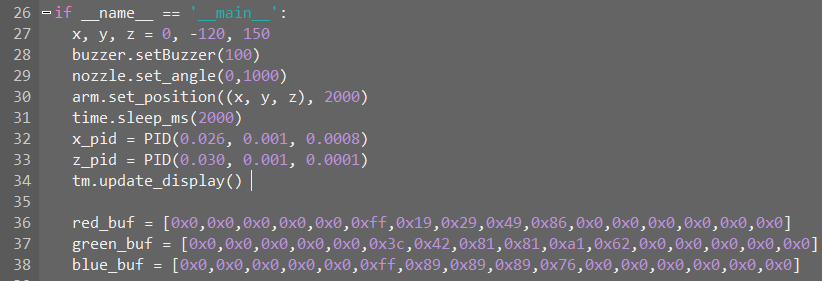 26 if __name__ == '__main__':
27 x, y, z = 0, -120, 150
28 buzzer.setBuzzer(100)
29 nozzle.set_angle(0,1000)
30 arm.set_position((x, y, z), 2000)
31 time.sleep_ms(2000)
32 x_pid = PID(0.026, 0.001, 0.0008)
33 z_pid = PID(0.030, 0.001, 0.0001)
34 tm.update_display()
35
36 red_buf = [0x0,0x0,0x0,0x0,0x0,0xff,0x19,0x29,0x49,0x86,0x0,0x0,0x0,0x0,0x0,0x0]
37 green_buf = [0x0,0x0,0x0,0x0,0x0,0x3c,0x42,0x81,0x81,0xa1,0x62,0x0,0x0,0x0,0x0,0x0]
38 blue_buf = [0x0,0x0,0x0,0x0,0x0,0xff,0x89,0x89,0x89,0x76,0x0,0x0,0x0,0x0,0x0,0x0]